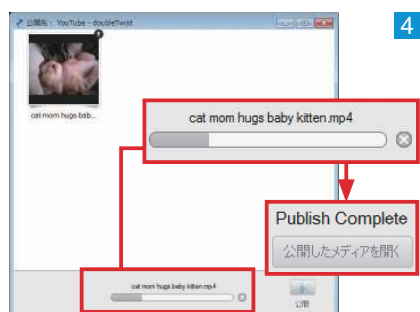 公開先： YouTube - doubleTwist
4
cat mom hugs bab...
cat mom hugs baby kitten.mp4
Publish Complete
公開したメディアを開く
cat mom hugs baby kitten.mp4
公開